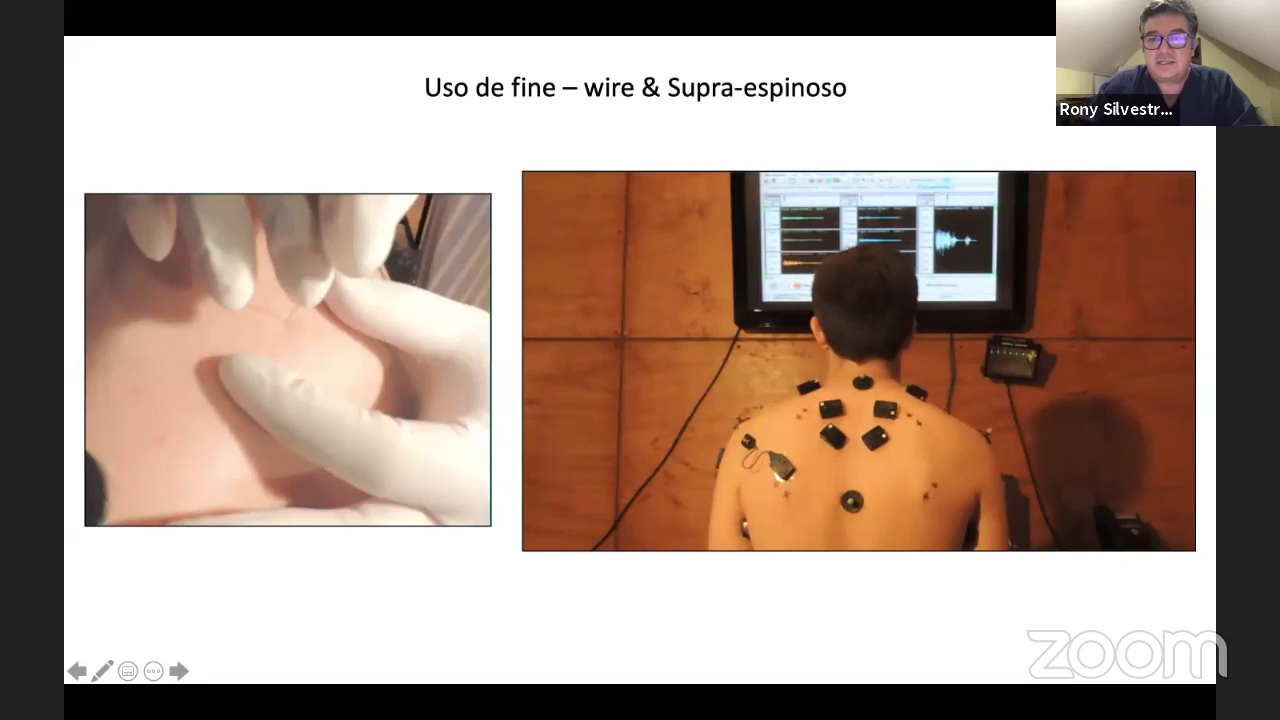 Uso de fine – wire & Supra-espinoso
Rony Silvestr...
zoom